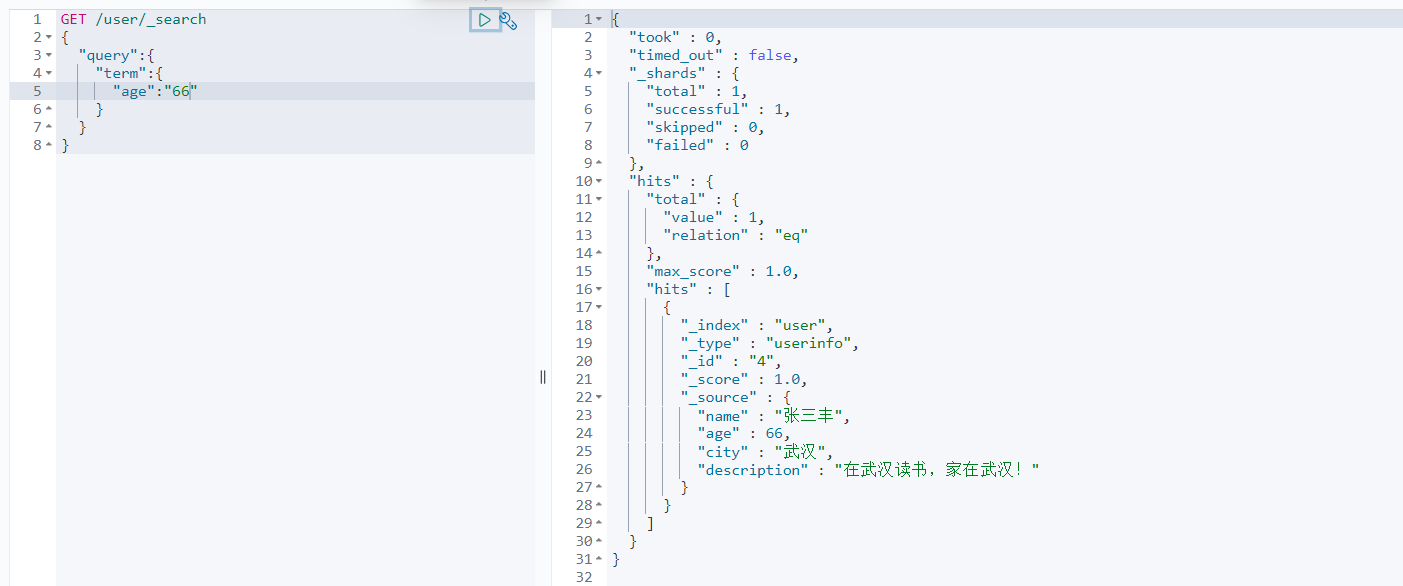 1 GET /user/_search
2 {
3 "query":{
4 "term":{
5 "age":"66"
6 }
7 }
8 }
1 {
2 "took" : 0,
3 "timed_out" : false,
4 "_shards" : {
5 "total" : 1,
6 "successful" : 1,
7 "skipped" : 0,
8 "failed" : 0
9 },
10 "hits" : {
11 "total" : {
12 "value" : 1,
13 "relation" : "eq"
14 },
15 "max_score" : 1.0,
16 "hits" : [
17 {
18 "_index" : "user",
19 "_type" : "userinfo",
20 "_id" : "4",
21 "_score" : 1.0,
22 "_source" : {
23 "name" : "张三丰",
24 "age" : 66,
25 "city" : "武汉",
26 "description" : "在武汉读书，家在武汉！"
27 }
28 }
29 ]
30 }
31 }
32